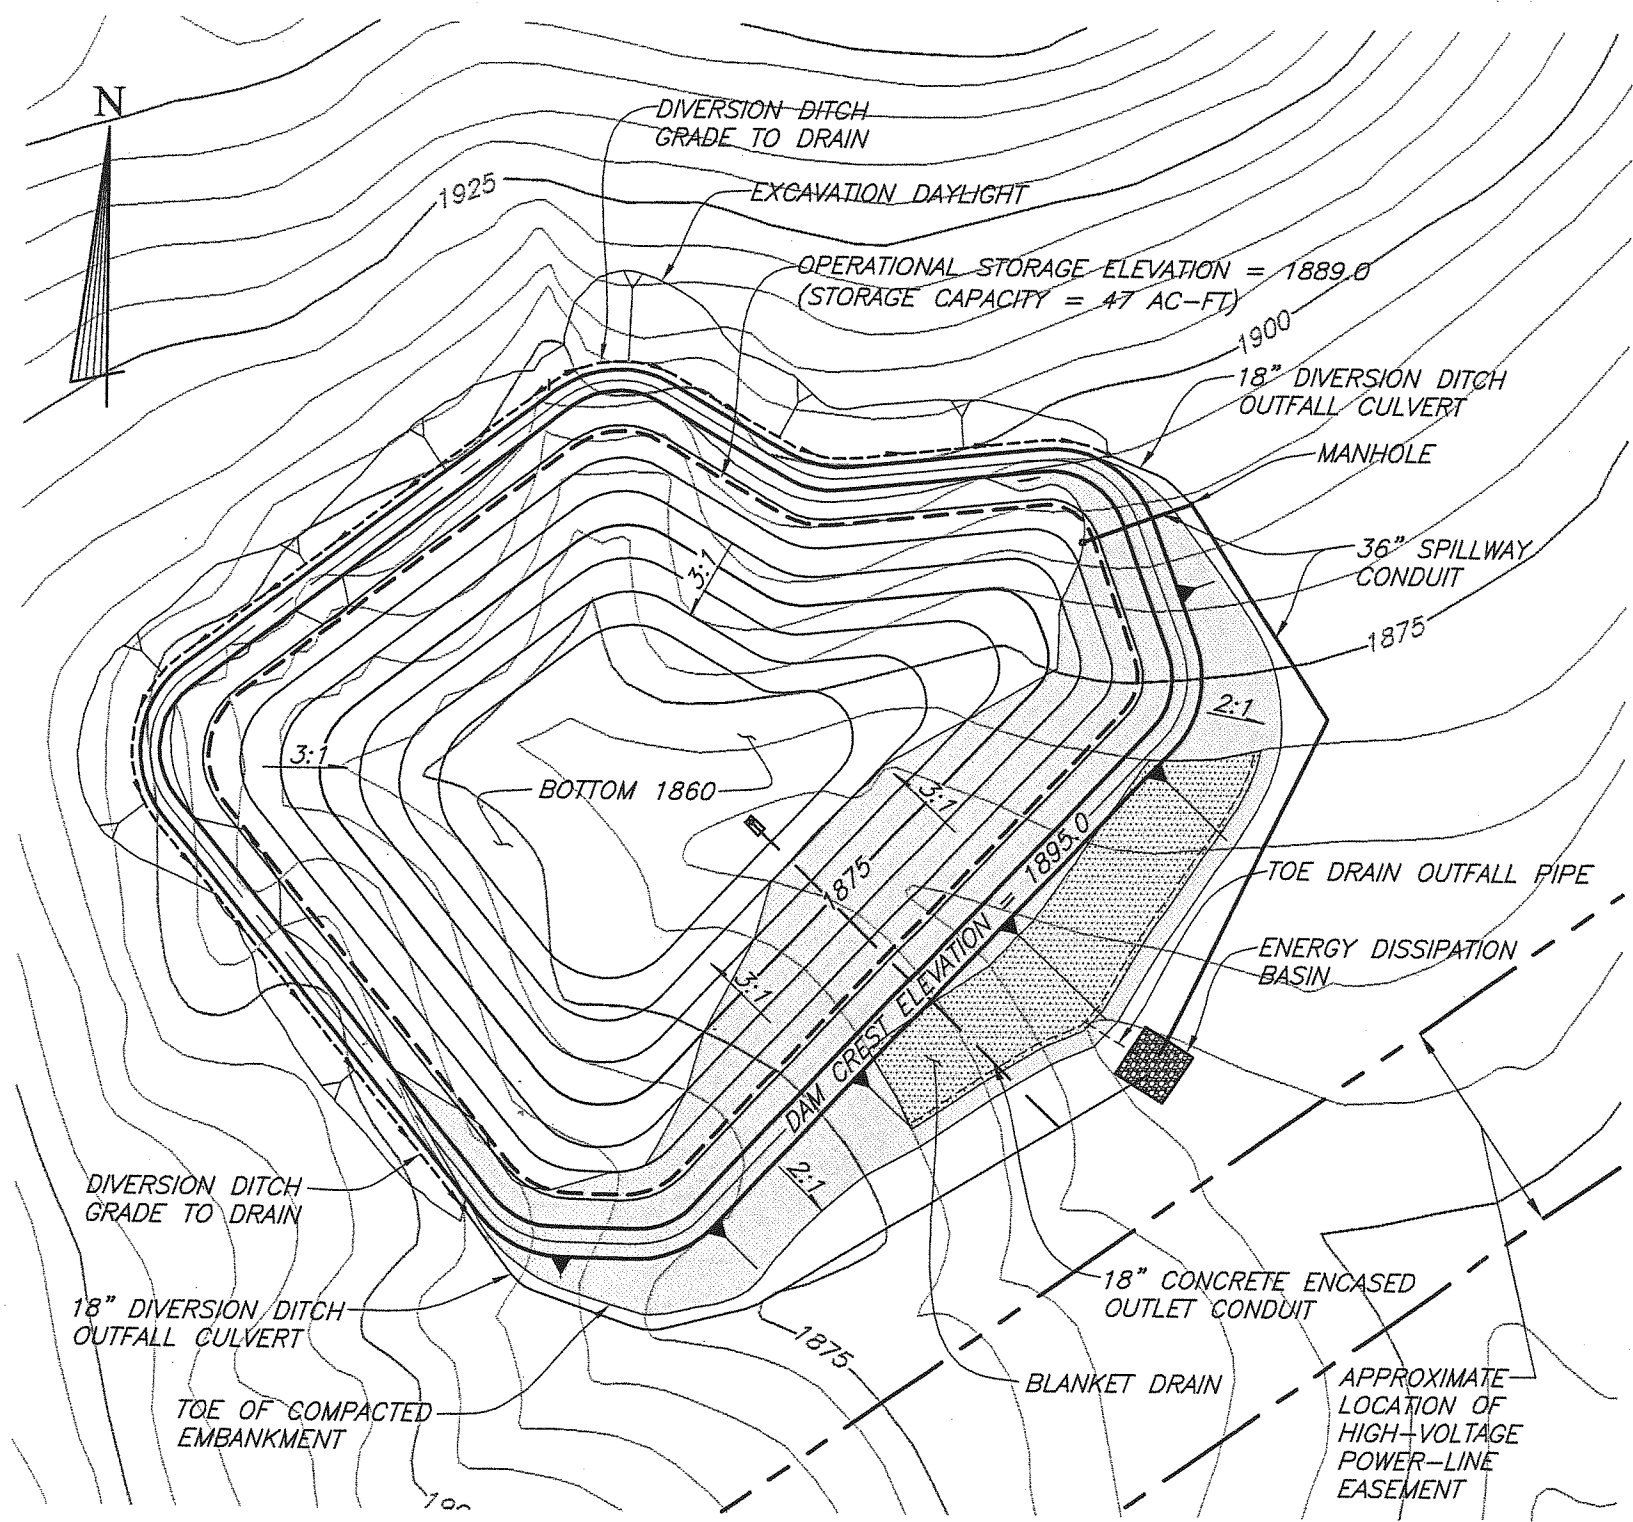 N
DIVERSION DITCH
GRADE TO DRAIN
1925
EXCAVATION DAYLIGHT
OPERATIONAL STORAGE ELEVATION = 1889.0
(STORAGE CAPACITY = 47 AC-FT)
1900
18" DIVERSION DITCH
OUTFALL CULVERT
MANHOLE
36" SPILLWAY
CONDUIT
3:1
1875
2:1
3:1
BOTTOM 1860
3:1
1875
DAM CREST ELEVATION = 1895.0
TOE DRAIN OUTFALL PIPE
ENERGY DISSIPATION
BASIN
3:1
2:1
DIVERSION DITCH
GRADE TO DRAIN
18" DIVERSION DITCH
OUTFALL CULVERT
18" CONCRETE ENCASED
OUTLET CONDUIT
1875
BLANKET DRAIN
TOE OF COMPACTED
EMBANKMENT
APPROXIMATE
LOCATION OF
HIGH-VOLTAGE
POWER-LINE
EASEMENT